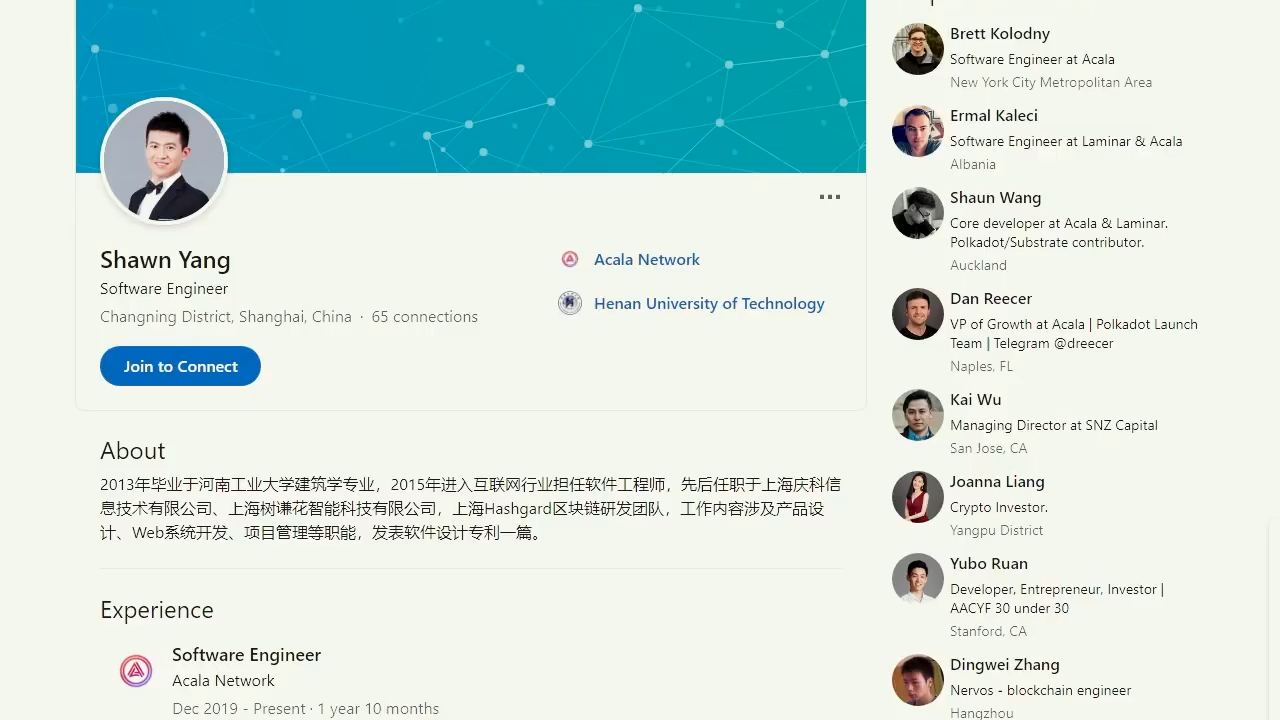 Shawn Yang
Software Engineer
Changning District, Shanghai, China · 63 connections
Join to Connect
Acala Network
Henan University of Technology
About
2013年毕业于河南工业大学建筑学专业，2015年进入互联网行业担任软件工程师，先后任职于上海庆科信
息技术有限公司，上海树谦花智能科技有限公司，上海Hashgard区块链研发团队，工作内容涉及产品设
计、Web系统开发、项目管理等职能，发表软件设计专利一篇。
Experience
Software Engineer
Acala Network
Dec 2019 - Present · 1 year 10 months
Brett Kolodny
Software Engineer at Acala
New York City Metropolitan Area
Ermal Kaleci
Software Engineer at Laminar & Acala
Albania
Shaun Wang
Core developer at Acala & Laminar.
Polkadot/Substrate contributor.
Auckland
Dan Reecer
VP of Growth at Acala | Polkadot Launch
Team | Telegram @dreecer
Naples, FL
Kai Wu
Managing Director at SNZ Capital
San Jose, CA
Joanna Liang
Crypto Investor.
Yangpu District
Yubo Ruan
Developer, Entrepreneur, Investor |
AACYF 30 under 30
Stanford, CA
Dingwei Zhang
Nervos - blockchain engineer
Hangzhou